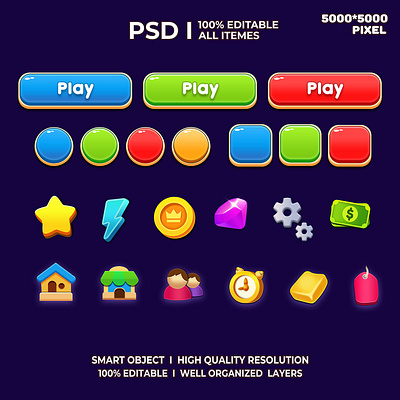 PSD I 100% EDITABLE
ALL ITEMES
5000*5000
PIXEL
Play Play Play
$
SMART OBJECT I HIGH QUALITY RESOLUTION
100% EDITABLE I WELL ORGANIZED LAYERS